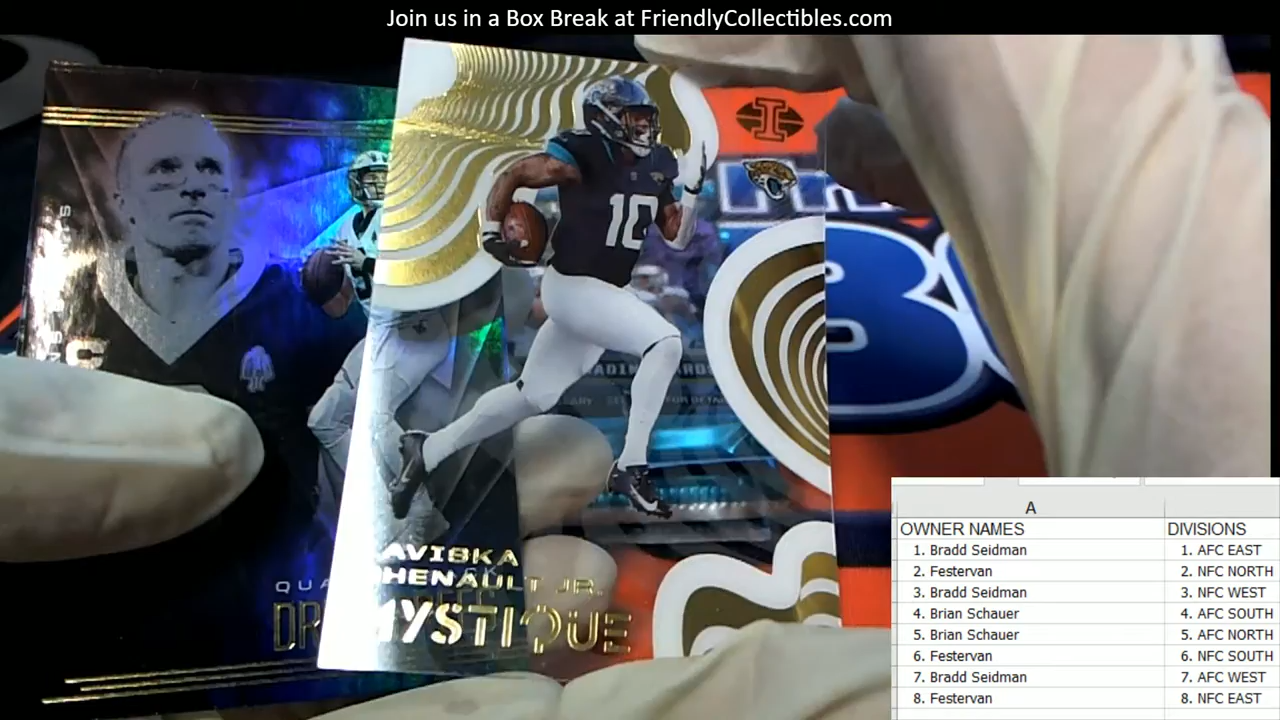 Join us in a Box Break at FriendlyCollectibles.com
10
AVISKA
HENAULT JR.
MYSTIQUE
QUA
DR
A
OWNER NAMES DIVISIONS
1. Bradd Seidman 1. AFC EAST
2. Festervan 2. NFC NORTH
3. Bradd Seidman 3. NFC WEST
4. Brian Schauer 4. AFC SOUTH
5. Brian Schauer 5. AFC NORTH
6. Festervan 6. NFC SOUTH
7. Bradd Seidman 7. AFC WEST
8. Festervan 8. NFC EAST